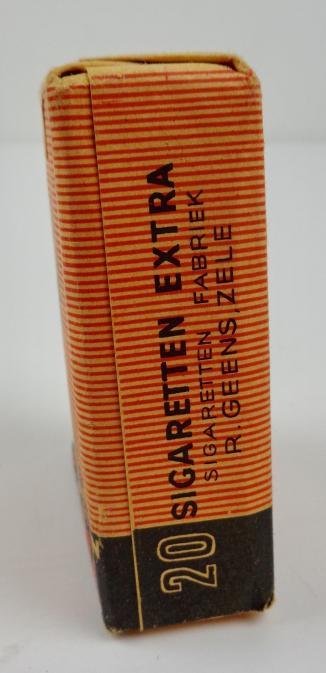 20 SIGARETTEN EXTRA
SIGARETTEN FABRIEK
R. GEENS, ZELE